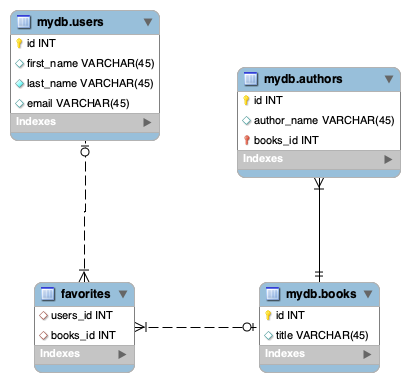 mydb.users
id INT
first_name VARCHAR(45)
last_name VARCHAR(45)
email VARCHAR(45)
Indexes
mydb.authors
id INT
author_name VARCHAR(45)
books_id INT
Indexes
favorites
users_id INT
books_id INT
Indexes
mydb.books
id INT
title VARCHAR(45)
Indexes